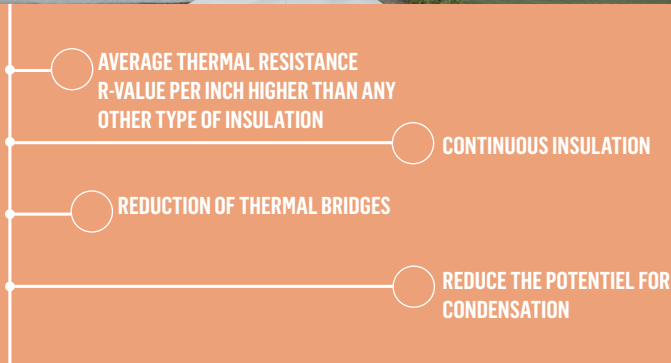 AVERAGE THERMAL RESISTANCE
R-VALUE PER INCH HIGHER THAN ANY
OTHER TYPE OF INSULATION
CONTINUOUS INSULATION
REDUCTION OF THERMAL BRIDGES
REDUCE THE POTENTIEL FOR
CONDENSATION